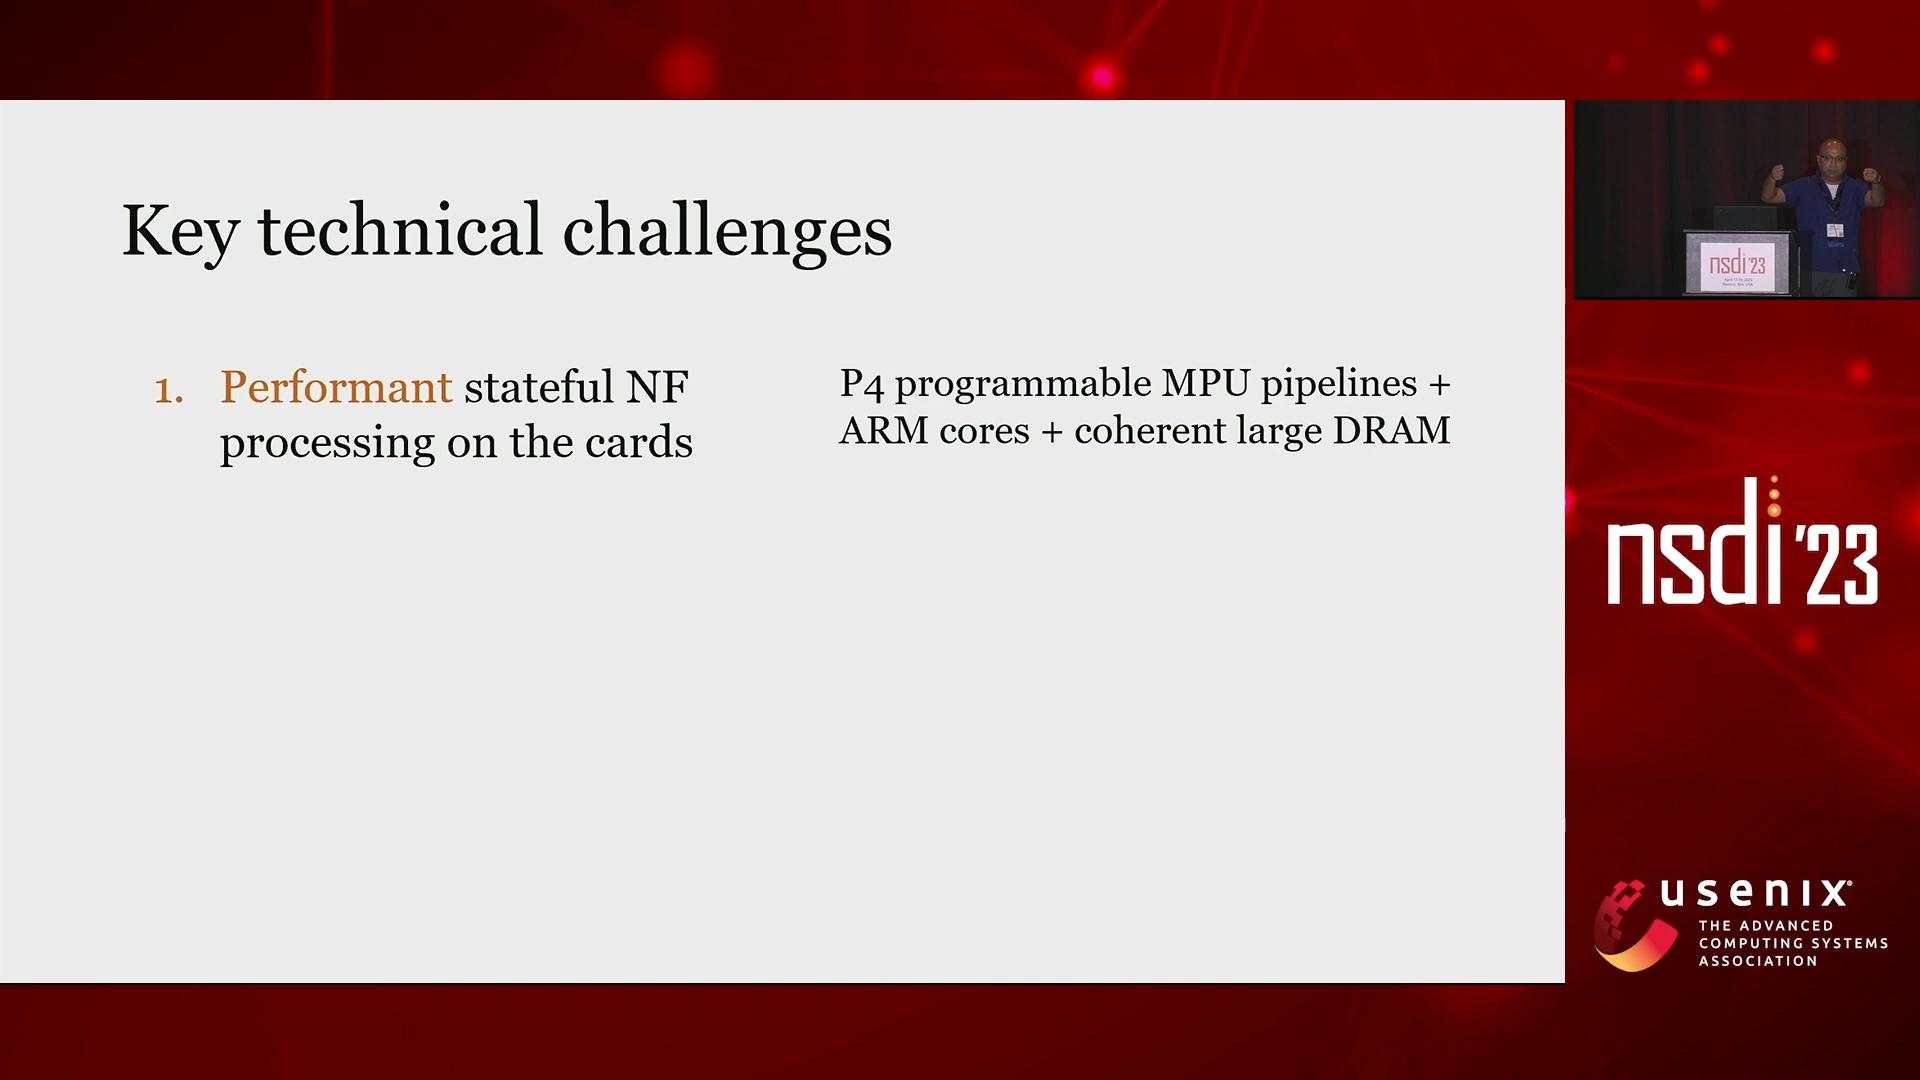 Key technical challenges
1. Performant stateful NF
processing on the cards
P4 programmable MPU pipelines +
ARM cores + coherent large DRAM
nsdi '23
nsdi '23
usenix®
THE ADVANCED
COMPUTING SYSTEMS
ASSOCIATION